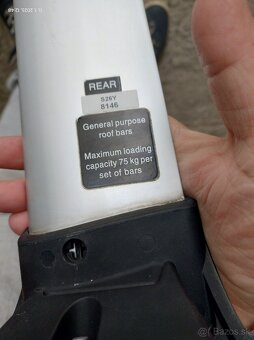 REAR
S26Y
8146
General purpose
roof bars
Maximum loading
capacity 75 kg per
set of bars
Bazos.sk